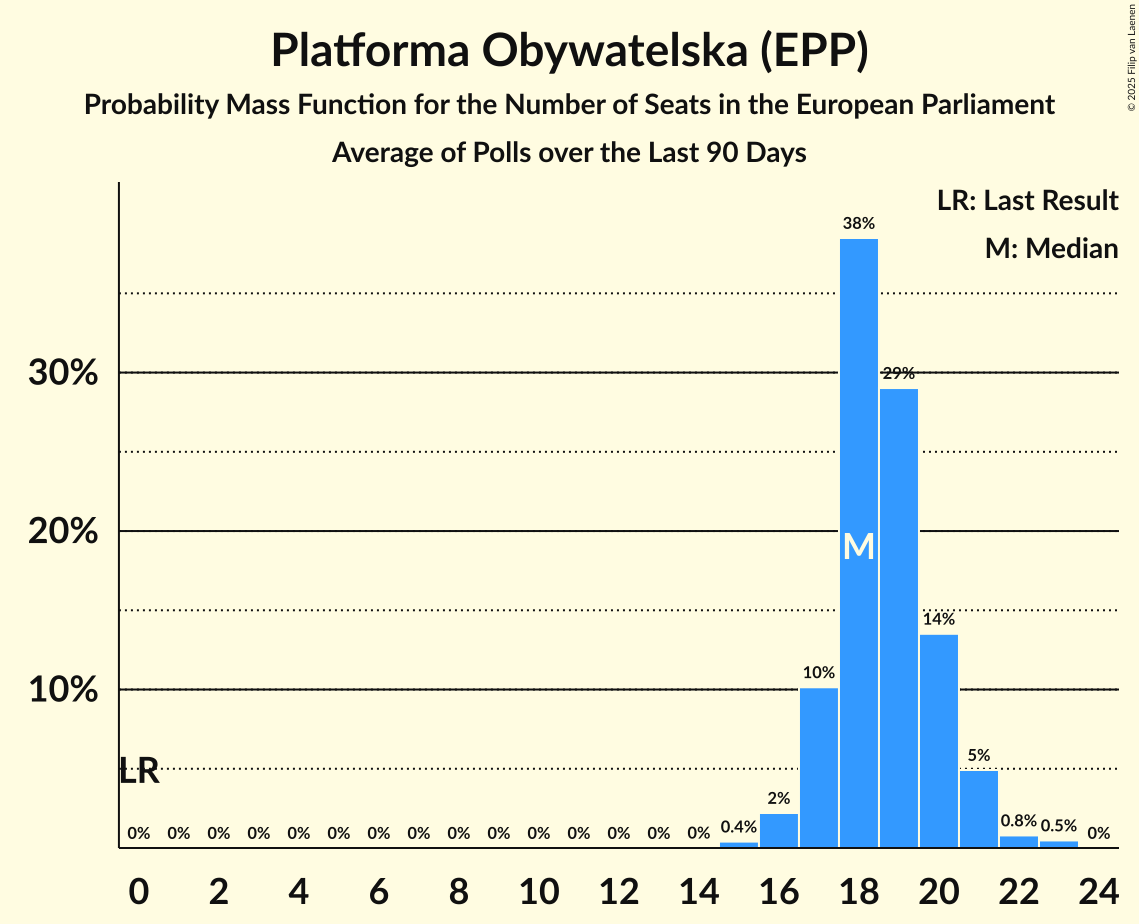 Platforma Obywatelska (EPP)
Probability Mass Function for the Number of Seats in the European Parliament
Average of Polls over the Last 90 Days
© 2025 Filip van Laenen
LR: Last Result
M: Median
38%
30%
29%
20%
M
14%
10%
10%
LR
5%
2%
0% 0% 0% 0% 0% 0% 0% 0% 0% 0% 0% 0% 0% 0% 0% 0.4% 0.8% 0.5% 0%
0 2 4 6 8 10 12 14 16 18 20 22 24